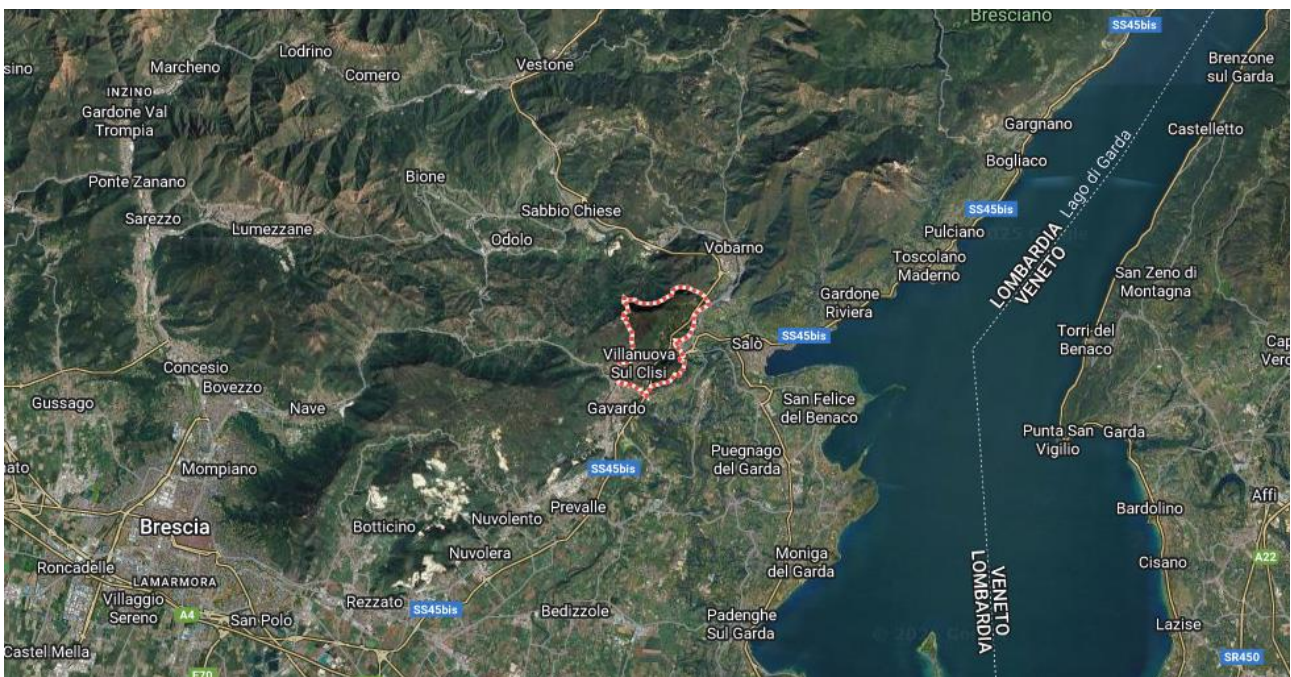 Bresciano
SS45bis
Lodrino
Marcheno
Comero
Vestone
Brenzone
sul Garda
sino
INZINO
Gardone Val
Trompia
Gargnano
Castelletto
Bogliaco
Ponte Zanano
Bione
Lago di Garda
Sarezzo
Lumezzane
Sabbio Chiese
SS45bis
Odolo
Vobarno
Pulciano
Toscolano
Maderno
LOMBARDIA
VENETO
San Zeno di
Montagna
Gardone
Riviera
SS45bis
Torri del
Benaco
Salò
Villanuova
Sul Clisi
Cap
Vero
Concesio
Bovezzo
Gussago
Nave
Gavardo
San Felice
del Benaco
Punta San
Vigilio
Garda
Puegnago
del Garda
SS45bis
Mompiano
Affi
Brescia
Botticino
Nuvolento
Prevalle
Bardolino
Nuvolera
Moniga
del Garda
Cisano
A22
Roncadelle
LAMARMORA
Villaggio
Sereno
A4
San Polo
Rezzato
SS45bis
Bedizzole
Padenghe
Sul Garda
VENETO
LOMBARDIA
Lazise
Castel Mella
E70
SR450